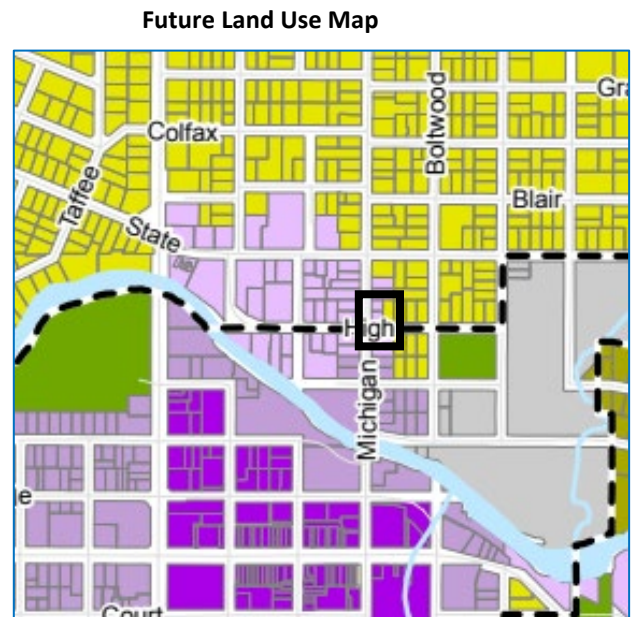 Future Land Use Map
Gra
Boltwood
Colfax
Blair
Taffee
State
High
Michigan
e
Court